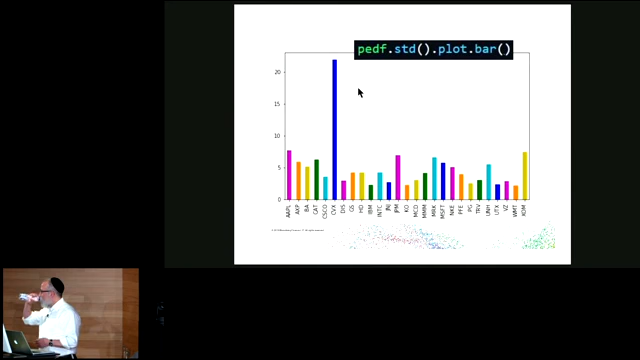 pedf.std().plot.bar()
20
15
10
5
0
AAPL
AXP
BA
CAT
CSCO
CVX
DIS
GS
HD
IBM
INTC
JNJ
JPM
KO
MCD
MMM
MRK
MSFT
NKE
PFE
PG
TRV
UNH
UTX
VZ
WMT
XOM